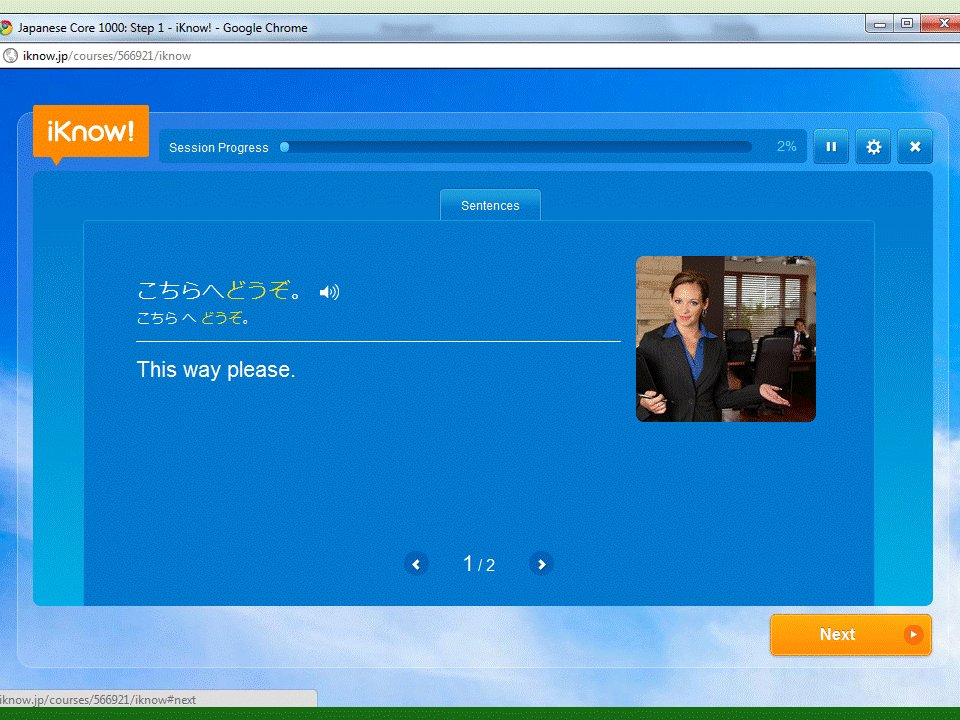 Japanese Core 1000: Step 1 - iKnow! - Google Chrome
iknow.jp/courses/566921/iknow
iKnow!
Session Progress 2%
Sentences
こちらへどうぞ。
こちら へ どうぞ。
This way please.
1 / 2
Next
iknow.jp/courses/566921/iknow#next